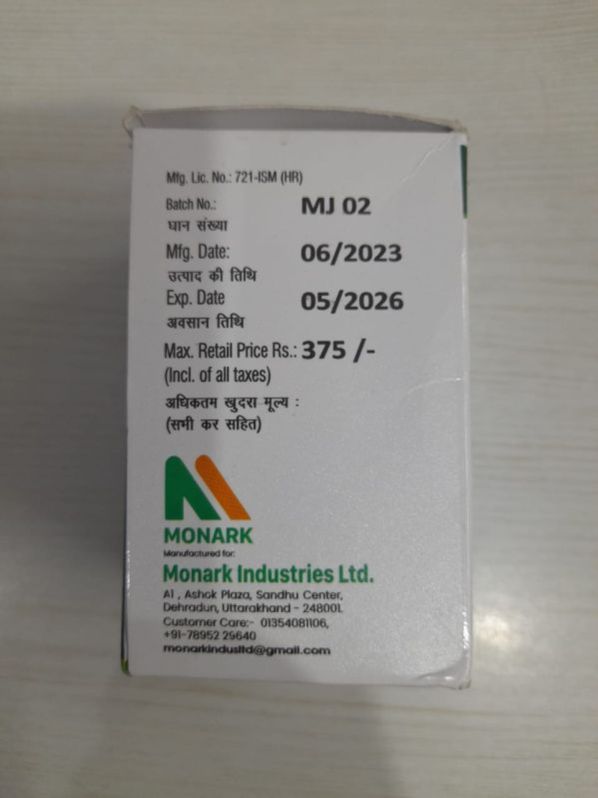 Mfg. Lic. No.: 721-ISM (HR)
Batch No.: MJ 02
घान संख्या
Mfg. Date: 06/2023
उत्पाद की तिथि
Exp. Date 05/2026
अवसान तिथि
Max. Retail Price Rs.: 375 /-
(Incl. of all taxes)
अधिकतम खुदरा मूल्य :
(सभी कर सहित)
MONARK
Manufactured for:
Monark Industries Ltd.
A1 , Ashok Plaza, Sandhu Center,
Dehradun, Uttarakhand - 248001.
Customer Care:- 01354081106,
+91-78952 29640
monarkindusltd@gmail.com